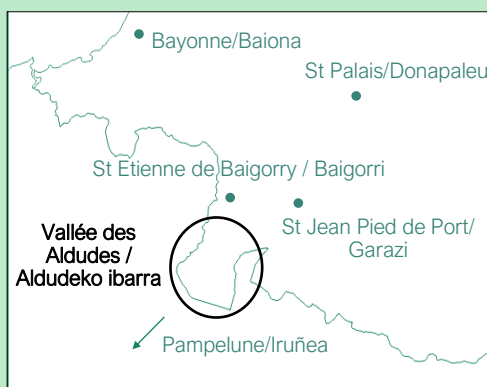 Bayonne/Baiona
St Palais/Donapaleu
St Etienne de Baigorry / Baigorri
St Jean Pied de Port/
Garazi
Vallée des
Aldudes /
Aldudeko ibarra
Pampelune/Iruñea